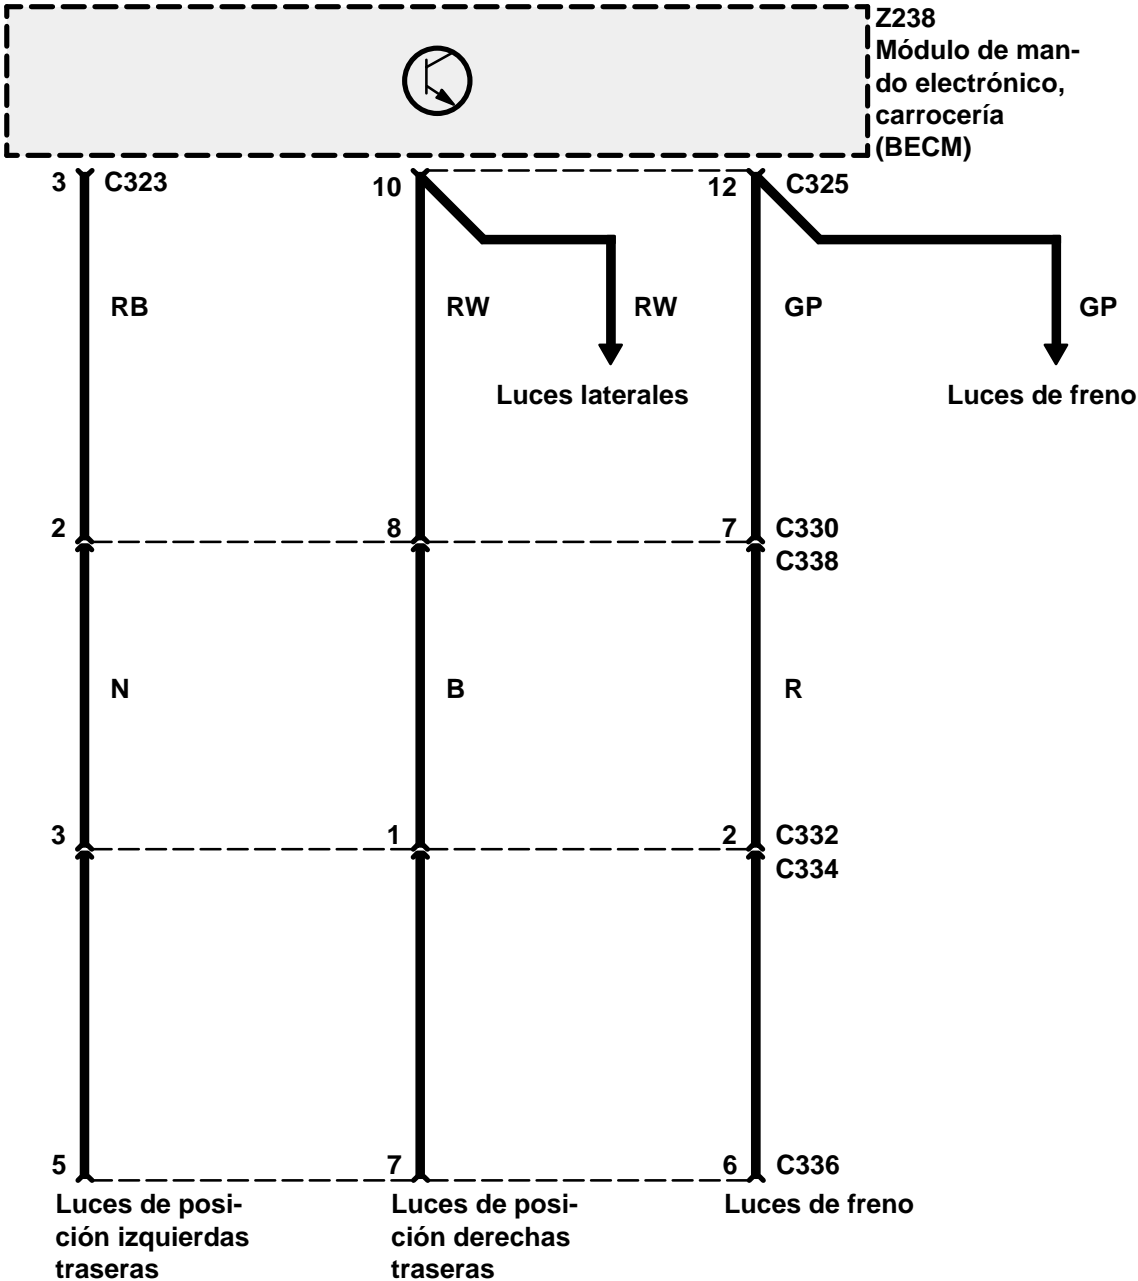 Z238
Módulo de man-
do electrónico,
carrocería
(BECM)
3 C323 10 12 C325
RB RW RW GP GP
Luces laterales Luces de freno
2 8 7 C330
C338
N B R
3 1 2 C332
C334
5 7 6 C336
Luces de posi- Luces de posi- Luces de freno
ción izquierdas ción derechas
traseras traseras